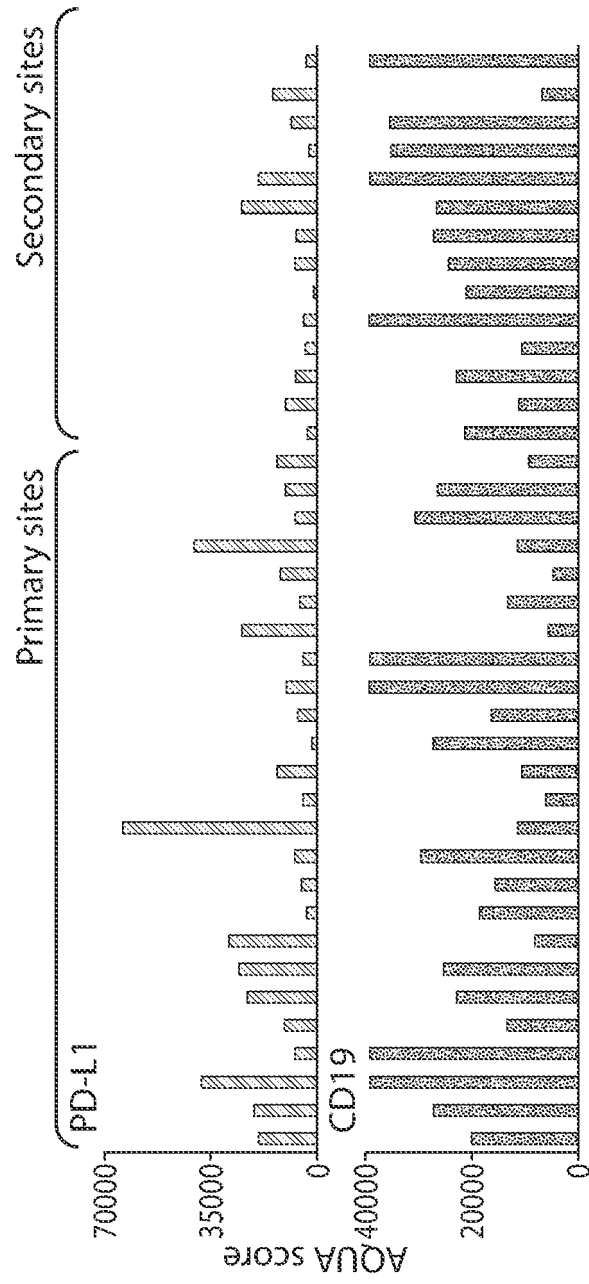 Primary sites
Secondary sites
PD-L1
70000
35000
0
CD19
40000
20000
0
AQUA score